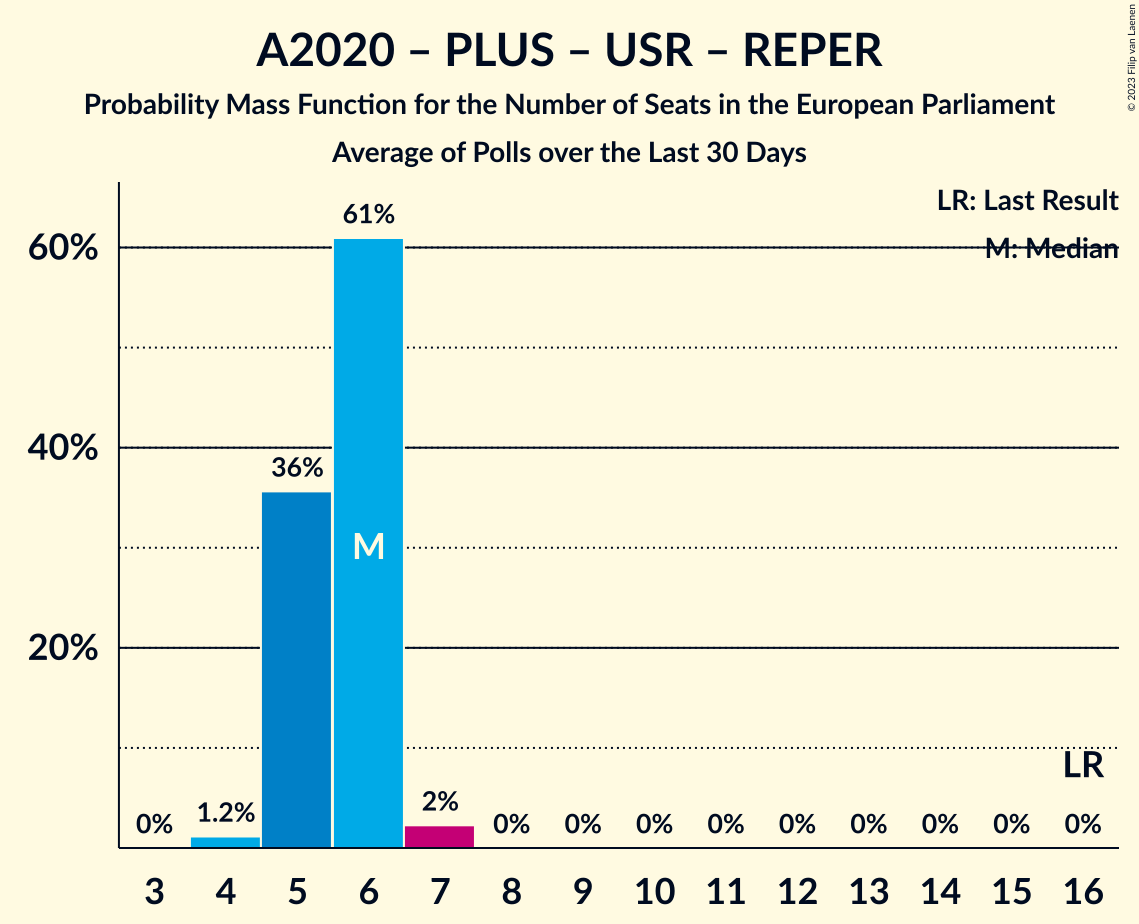 A2020 – PLUS – USR – REPER
Probability Mass Function for the Number of Seats in the European Parliament
Average of Polls over the Last 30 Days
© 2023 Filip van Laenen
LR: Last Result
M: Median
61%
60%
40%
36%
M
20%
LR
0% 1.2% 2% 0% 0% 0% 0% 0% 0% 0% 0% 0%
3 4 5 6 7 8 9 10 11 12 13 14 15 16